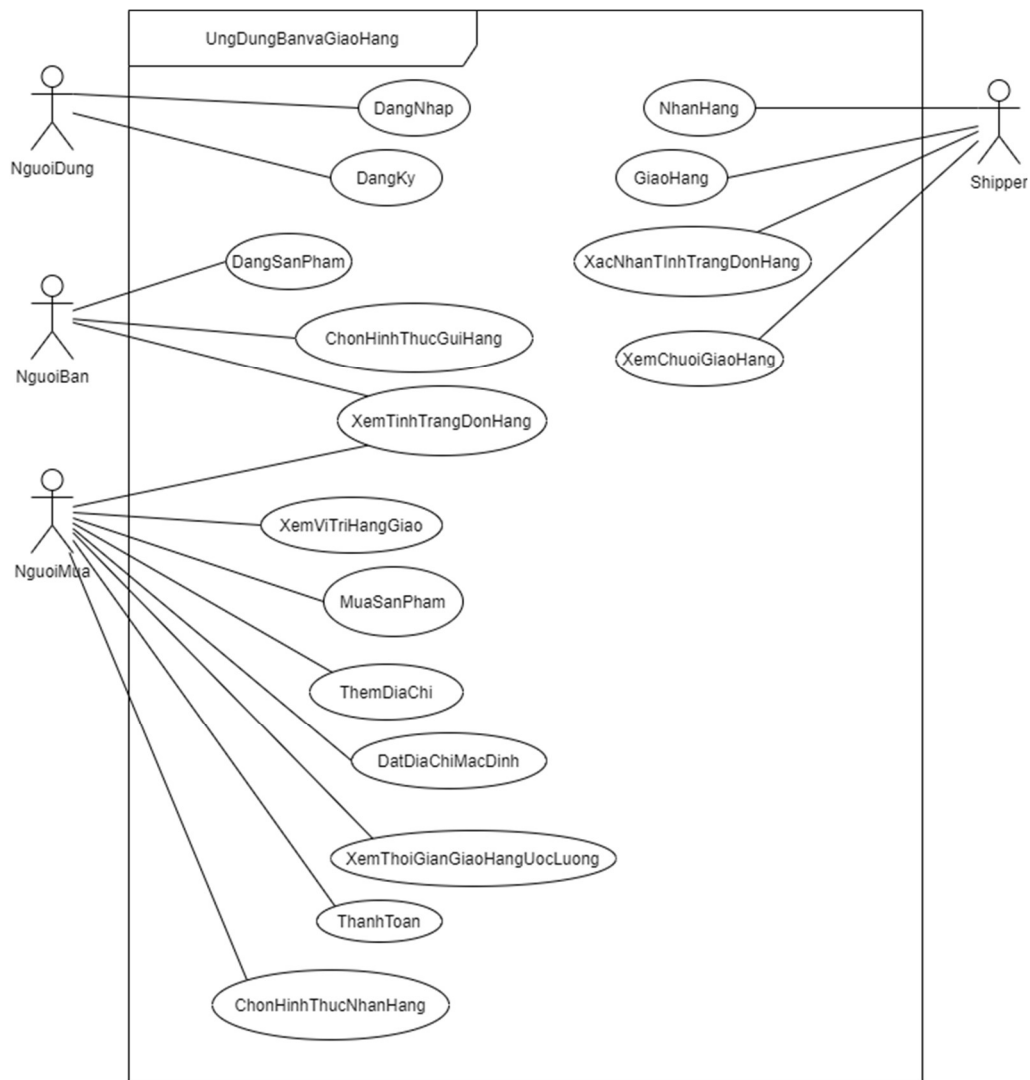 UngDungBanvaGiaoHang
DangNhap
NhanHang
NguoiDung
DangKy
GiaoHang
Shipper
DangSanPham
XacNhanTInhTrangDonHang
ChonHinhThucGuiHang
XemChuoiGiaoHang
NguoiBan
XemTinhTrangDonHang
XemViTriHangGiao
NguoiMua
MuaSanPham
ThemDiaChi
DatDiaChiMacDinh
XemThoiGianGiaoHangUocLuong
ThanhToan
ChonHinhThucNhanHang